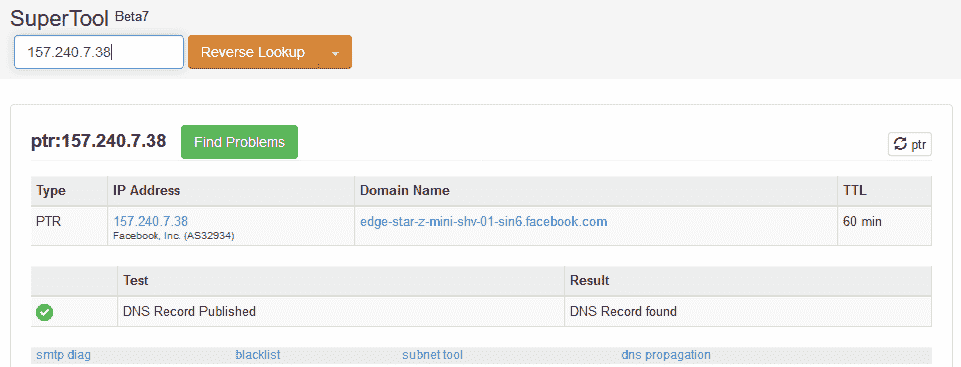 SuperTool Beta7
157.240.7.38 Reverse Lookup
ptr:157.240.7.38 Find Problems ptr
Type IP Address Domain Name TTL
PTR 157.240.7.38 edge-star-z-mini-shv-01-sin6.facebook.com 60 min
Facebook, Inc. (AS32934)
Test Result
DNS Record Published DNS Record found
smtp diag blacklist subnet tool dns propagation